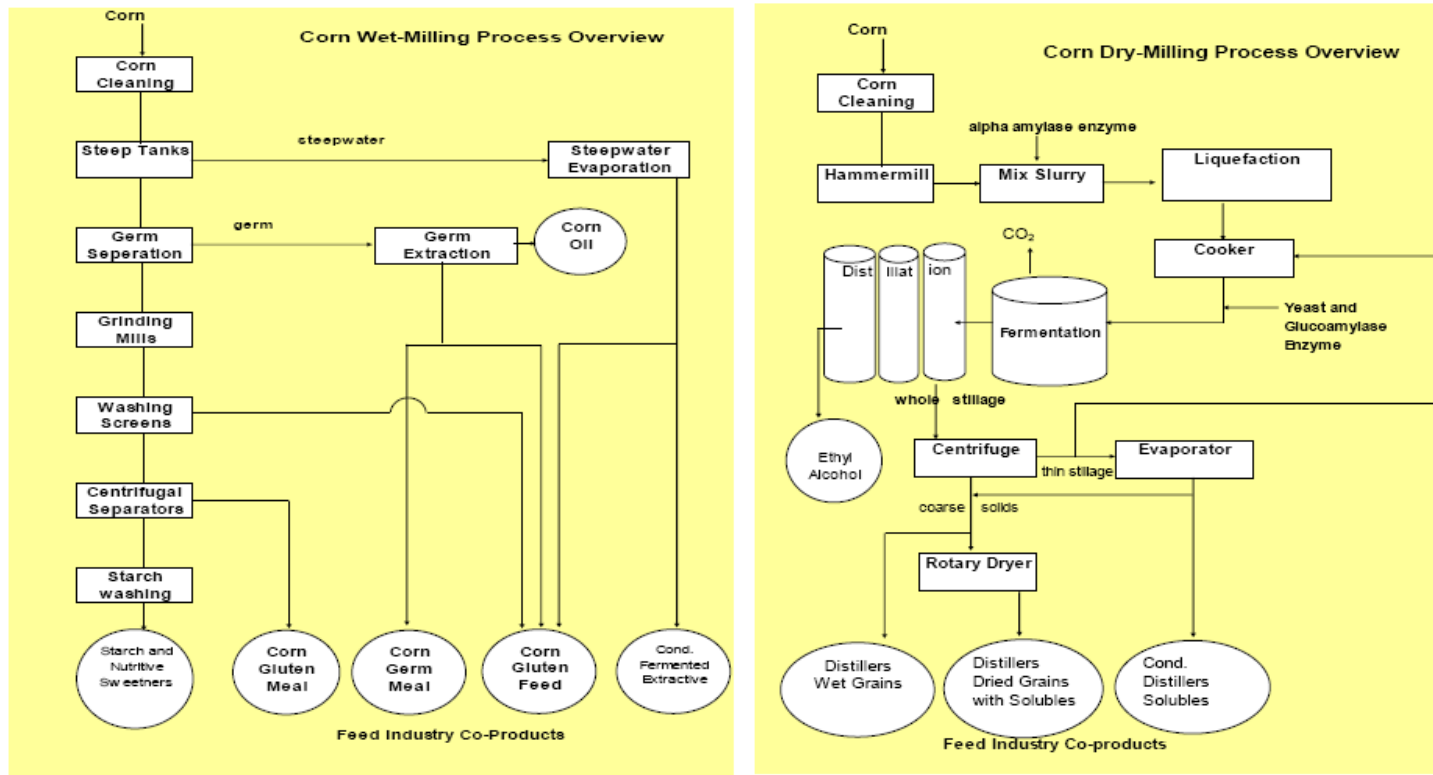 Corn
Corn Wet-Milling Process Overview
Corn
Cleaning
steepwater
Steep Tanks
Steepwater
Evaporation
germ
Germ
Seperation
Germ
Extraction
Corn
Oil
Grinding
Mills
Washing
Screens
Centrifugal
Separators
Starch
washing
Starch and
Nutritive
Sweetners
Corn
Gluten
Meal
Corn
Germ
Meal
Corn
Gluten
Feed
Cond.
Fermented
Extractive
Feed Industry Co-Products
Corn
Corn Dry-Milling Process Overview
Corn
Cleaning
alpha amylase enzyme
Hammermill
Mix Slurry
Liquefaction
CO₂
Cooker
Dist illat ion
Fermentation
Yeast and
Glucoamylase
Enzyme
whole stillage
Ethyl
Alcohol
Centrifuge
thin stillage
Evaporator
coarse solids
Rotary Dryer
Distillers
Wet Grains
Distillers
Dried Grains
with Solubles
Cond.
Distillers
Solubles
Feed Industry Co-products